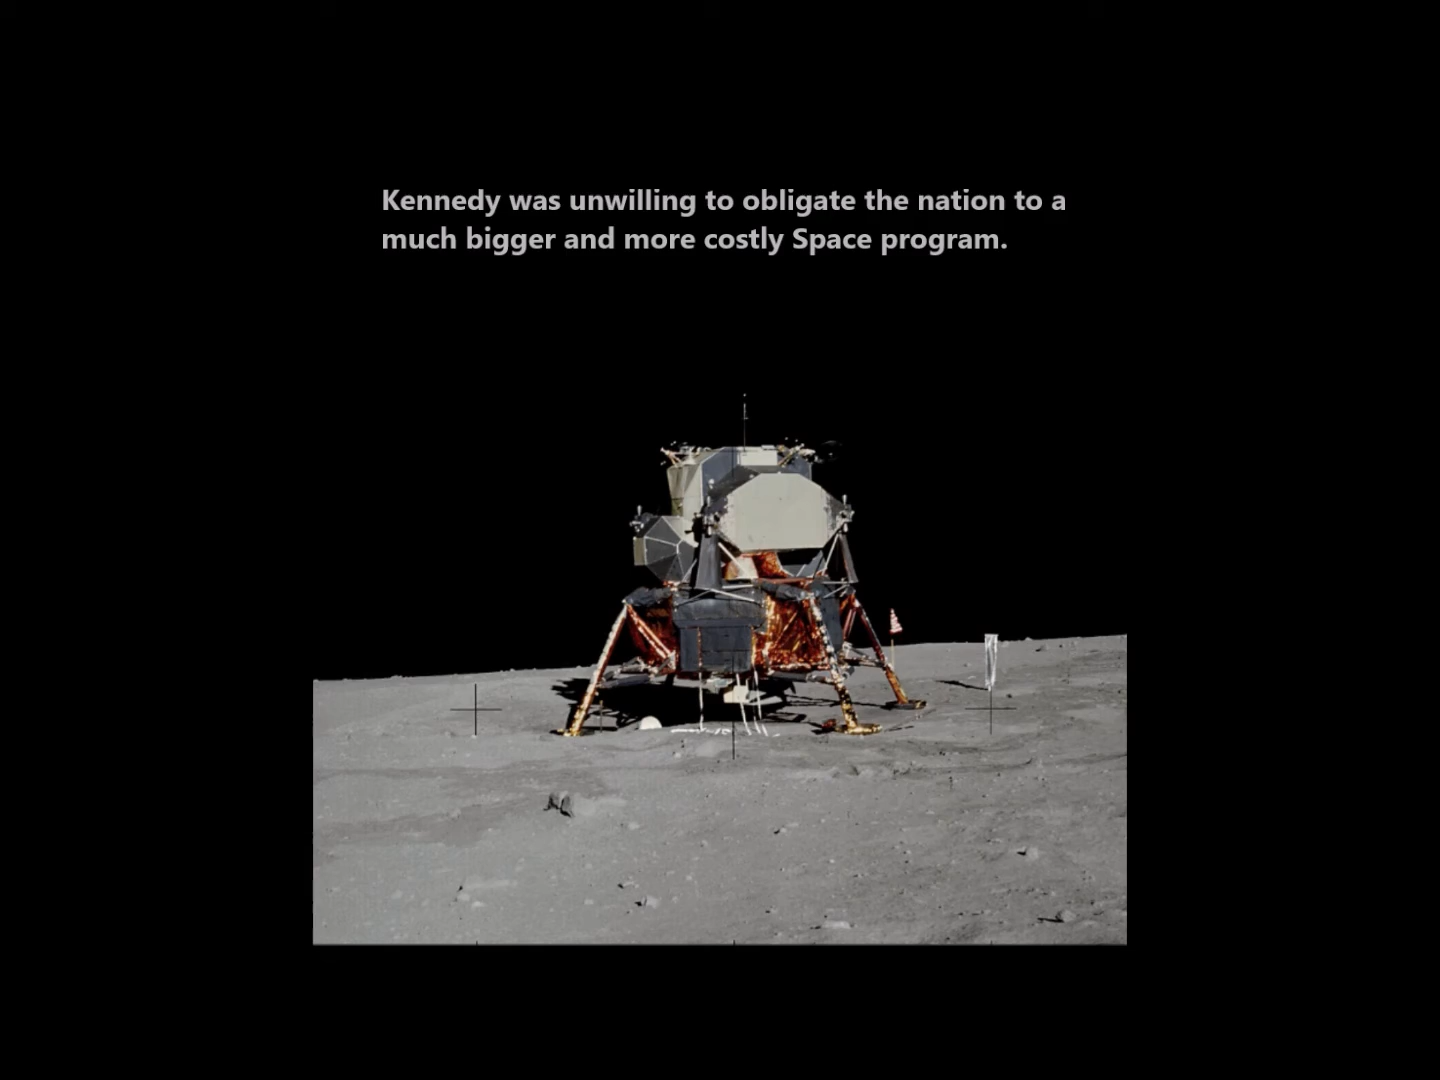 Kennedy was unwilling to obligate the nation to a
much bigger and more costly Space program.